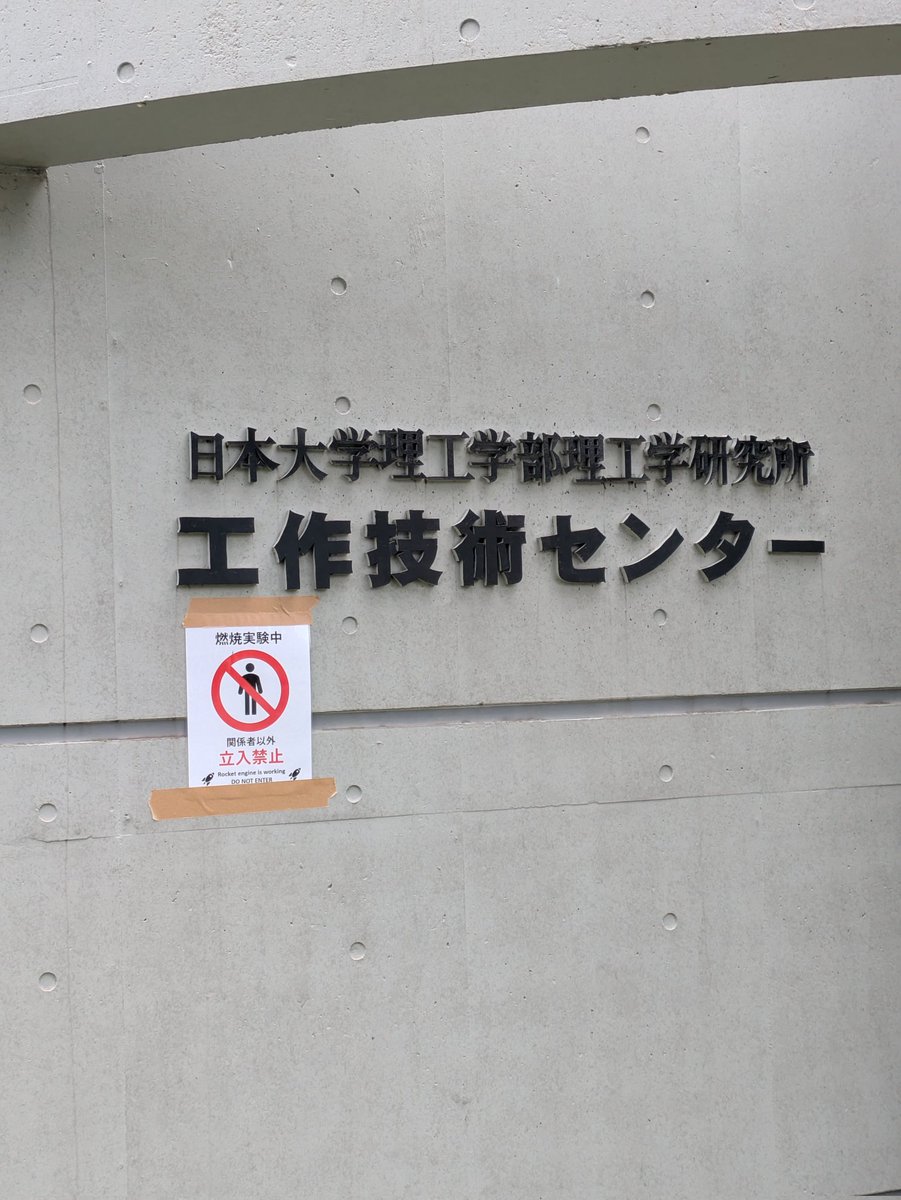 日本大学理工学部理工学研究所
工作技術センター
燃焼実験中
関係者以外
立入禁止
Rocket engine is working
DO NOT ENTER